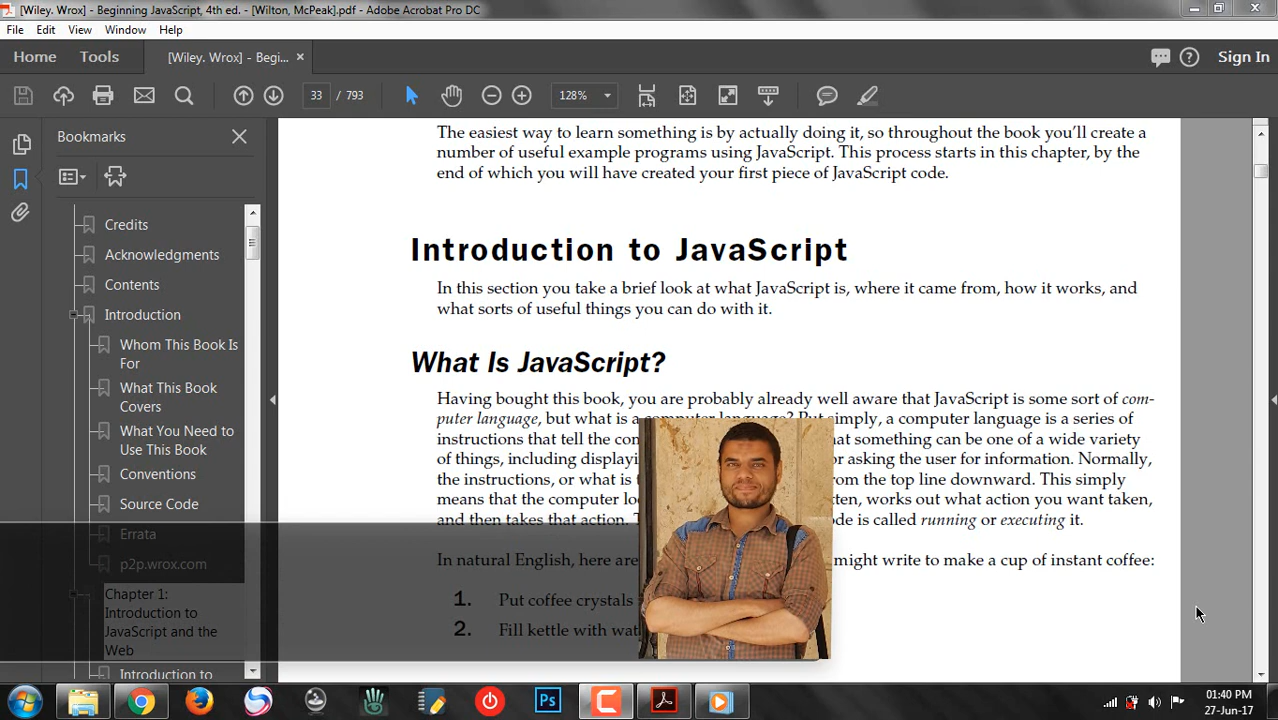 [Wiley. Wrox] - Beginning JavaScript, 4th ed. - [Wilton, McPeak].pdf - Adobe Acrobat Pro DC
File Edit View Window Help
Home Tools [Wiley. Wrox] - Begi... × Sign In
33 / 793 128%
Bookmarks
Credits
Acknowledgments
Contents
Introduction
Whom This Book Is
For
What This Book
Covers
What You Need to
Use This Book
Conventions
Source Code
Errata
p2p.wrox.com
Chapter 1:
Introduction to
JavaScript and the
Web
Introduction to
The easiest way to learn something is by actually doing it, so throughout the book you'll create a
number of useful example programs using JavaScript. This process starts in this chapter, by the
end of which you will have created your first piece of JavaScript code.
Introduction to JavaScript
In this section you take a brief look at what JavaScript is, where it came from, how it works, and
what sorts of useful things you can do with it.
What Is JavaScript?
Having bought this book, you are probably already well aware that JavaScript is some sort of com-
puter language, but what is a computer language? Put simply, a computer language is a series of
instructions that tell the something can be one of a wide variety
of things, including or asking the user for information. Normally,
the instructions, or what is from the top line downward. This simply
means that the computer works out what action you want taken,
and then takes that action. is called running or executing it.
In natural English, here are might write to make a cup of instant coffee:
1. Put coffee crystals
2. Fill kettle with
Ps
01:40 PM
27-Jun-17